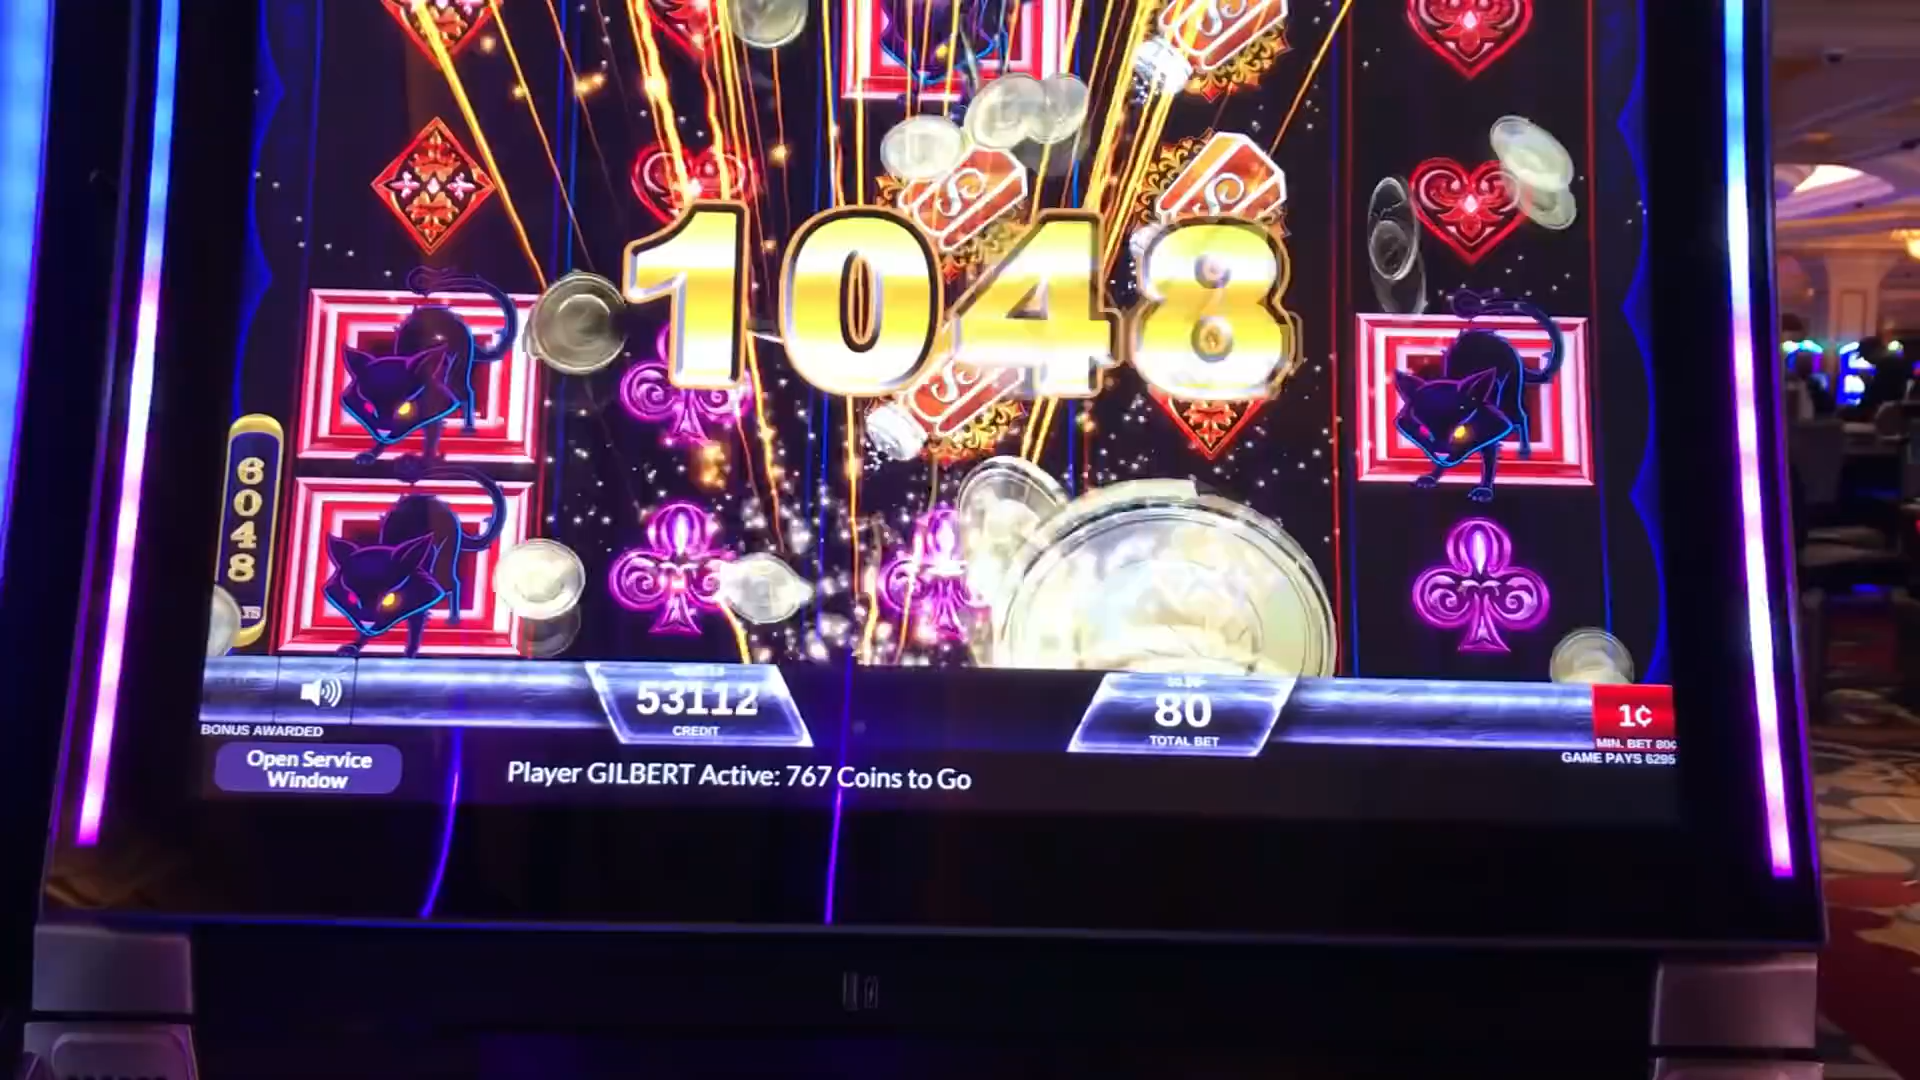 1048
6048
53112
CREDIT
80
TOTAL BET
1¢
MIN. BET 80¢
GAME PAYS 6295
BONUS AWARDED
Open Service
Window
Player GILBERT Active: 767 Coins to Go